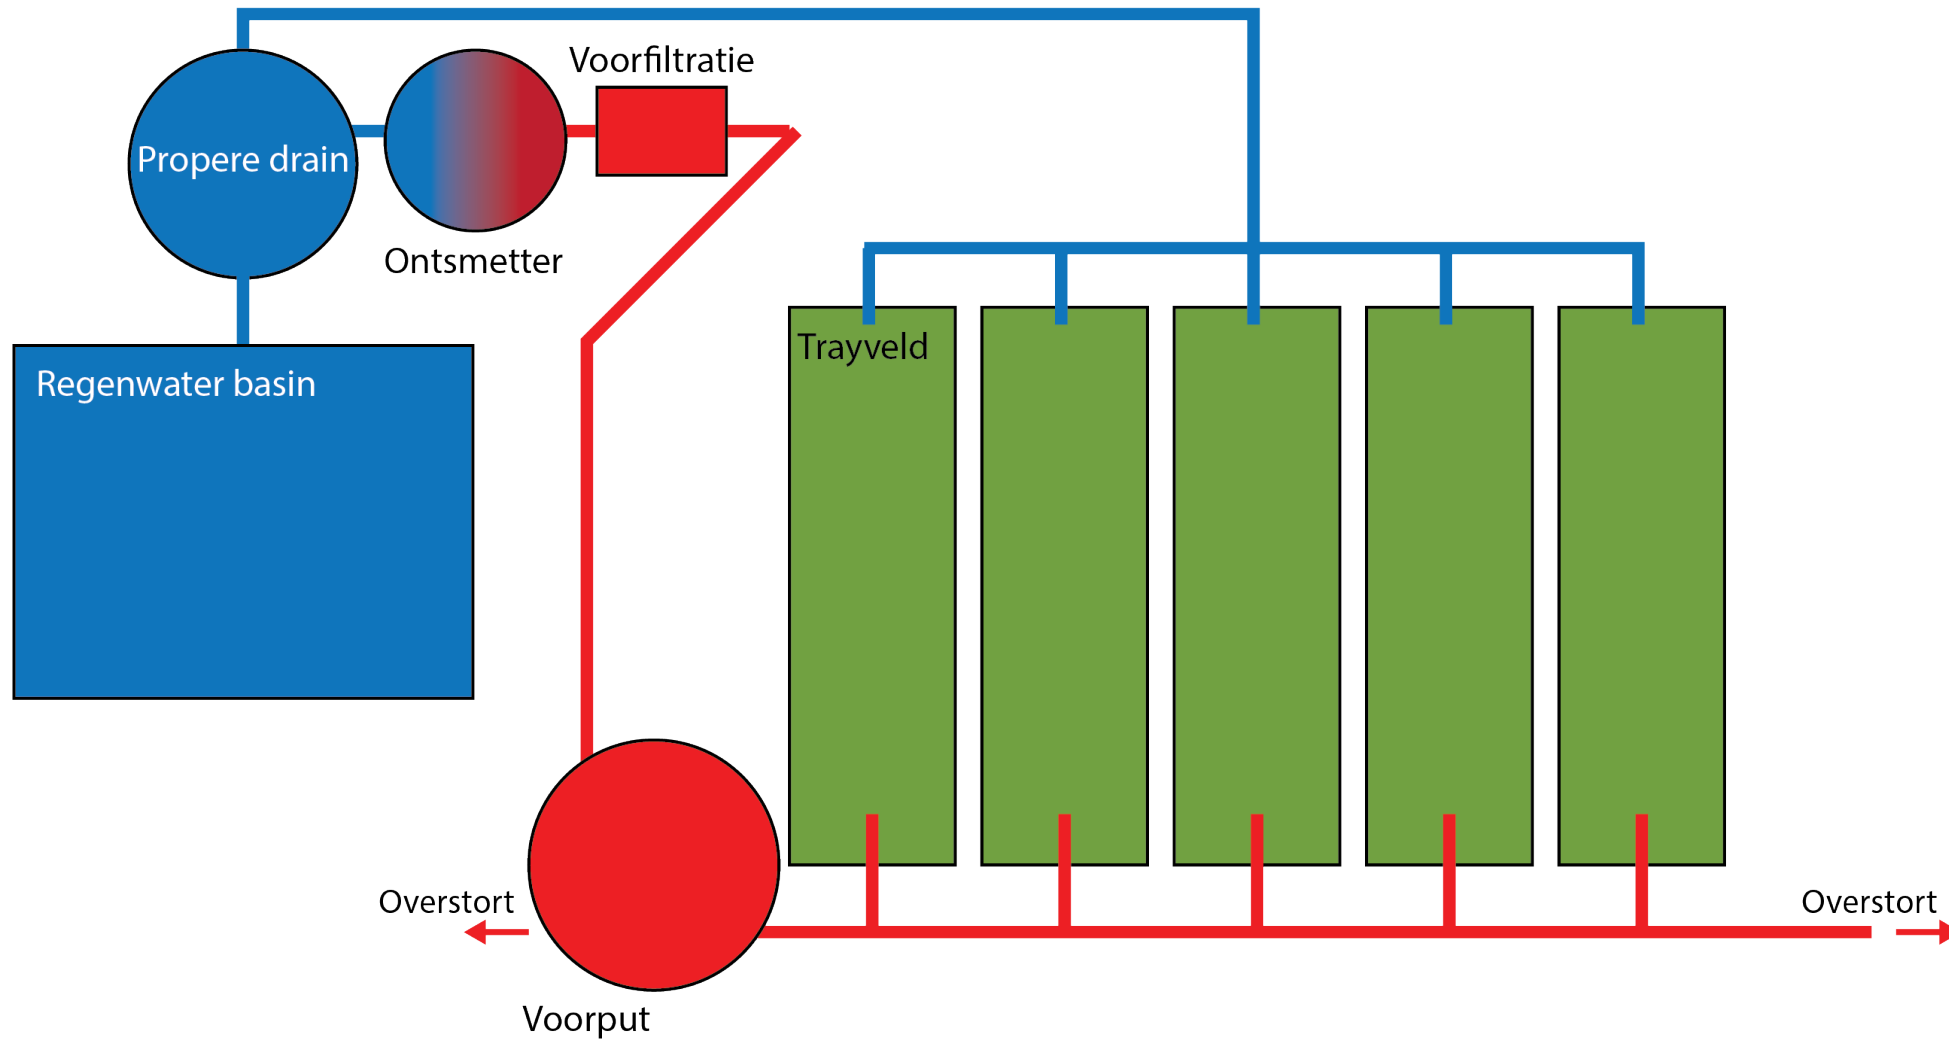 Voorfiltratie
Propere drain
Ontsmetter
Trayveld
Regenwater basin
Overstort
Overstort
Voorput